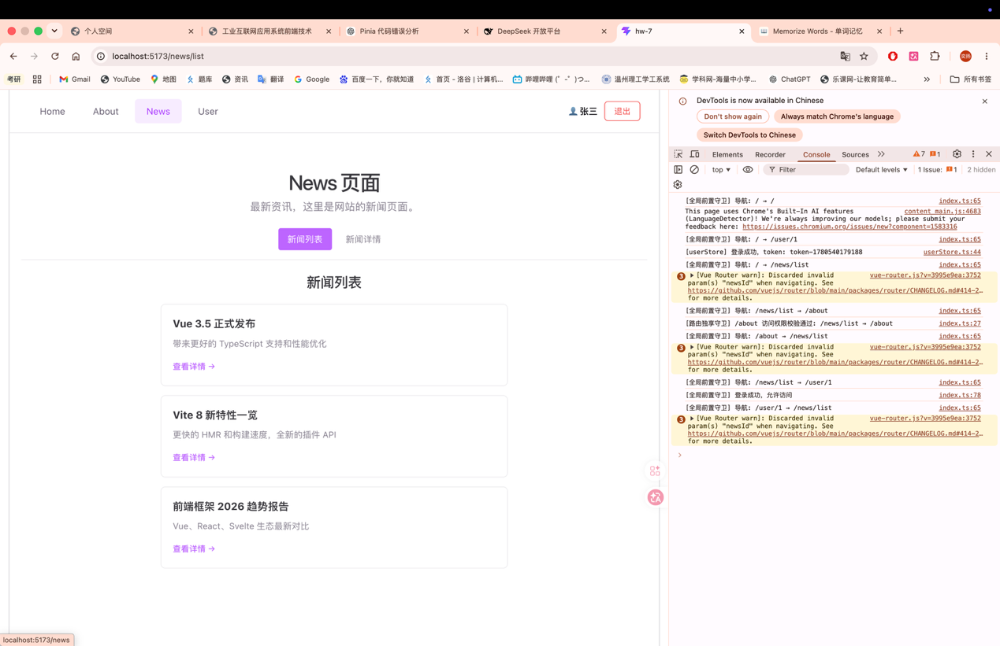 个人空间
工业互联网应用系统前端技术
Pinia 代码错误分析
DeepSeek 开放平台
hw-7
Memorize Words - 单词记忆
localhost:5173/news/list
奕扬
考研
Gmail
YouTube
地图
题库
资讯
翻译
Google
百度一下，你就知道
首页 - 洛谷 | 计算机...
哔哩哔哩 (゜-゜)つ...
温州理工学工系统
学科网-海量中小学...
ChatGPT
乐课网-让教育简单...
所有书签
Home
About
News
User
张三
退出
News 页面
最新资讯，这里是网站的新闻页面。
新闻列表
新闻详情
新闻列表
Vue 3.5 正式发布
带来更好的 TypeScript 支持和性能优化
查看详情 →
Vite 8 新特性一览
更快的 HMR 和构建速度，全新的插件 API
查看详情 →
前端框架 2026 趋势报告
Vue、React、Svelte 生态最新对比
查看详情 →
localhost:5173/news
DevTools is now available in Chinese
Don't show again
Always match Chrome's language
Switch DevTools to Chinese
Elements
Recorder
Console
Sources
7
1
top
Filter
Default levels
1 Issue: 1
2 hidden
[全局前置守卫] 导航: / → / index.ts:65
This page uses Chrome's Built-In AI features content_main.js:4683
(LanguageDetector)! We're always improving our models; please submit your
feedback here: https://issues.chromium.org/issues/new?component=1583316
[全局前置守卫] 导航: / → /user/1 index.ts:65
[userStore] 登录成功, token: token-1780540179188 userStore.ts:44
[全局前置守卫] 导航: / → /news/list index.ts:65
3 [Vue Router warn]: Discarded invalid vue-router.js?v=3995e9ea:3752
param(s) "newsId" when navigating. See
https://github.com/vuejs/router/blob/main/packages/router/CHANGELOG.md#414-2…
for more details.
[全局前置守卫] 导航: /news/list → /about index.ts:65
[路由独享守卫] /about 访问权限校验通过: /news/list → /about index.ts:27
[全局前置守卫] 导航: /about → /news/list index.ts:65
3 [Vue Router warn]: Discarded invalid vue-router.js?v=3995e9ea:3752
param(s) "newsId" when navigating. See
https://github.com/vuejs/router/blob/main/packages/router/CHANGELOG.md#414-2…
for more details.
[全局前置守卫] 导航: /news/list → /user/1 index.ts:65
[全局前置守卫] 登录成功, 允许访问 index.ts:78
[全局前置守卫] 导航: /user/1 → /news/list index.ts:65
3 [Vue Router warn]: Discarded invalid vue-router.js?v=3995e9ea:3752
param(s) "newsId" when navigating. See
https://github.com/vuejs/router/blob/main/packages/router/CHANGELOG.md#414-2…
for more details.